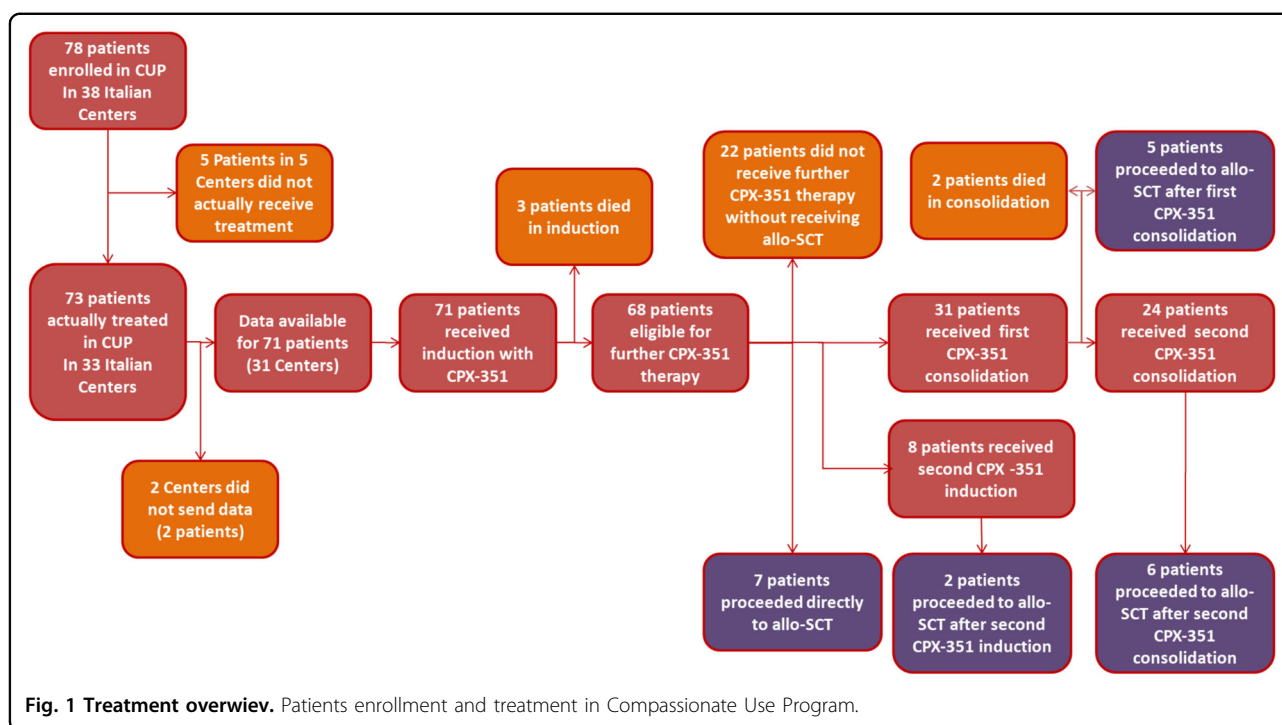 78 patients
enrolled in CUP
In 38 Italian
Centers
5 Patients in 5
Centers did not
actually receive
treatment
73 patients
actually treated
in CUP
In 33 Italian
Centers
2 Centers did
not send data
(2 patients)
Data available
for 71 patients
(31 Centers)
71 patients
received
induction with
CPX-351
3 patients died
in induction
68 patients
eligible for
further CPX-351
therapy
22 patients did not
receive further
CPX-351 therapy
without receiving
allo-SCT
7 patients
proceeded directly
to allo-SCT
31 patients
received first
CPX-351
consolidation
8 patients received
second CPX -351
induction
2 patients
proceeded to allo-
SCT after second
CPX-351 induction
2 patients died
in consolidation
5 patients
proceeded to allo-
SCT after first
CPX-351
consolidation
24 patients
received second
CPX-351
consolidation
6 patients
proceeded to allo-
SCT after second
CPX-351
consolidation
Fig. 1 Treatment overwiev. Patients enrollment and treatment in Compassionate Use Program.